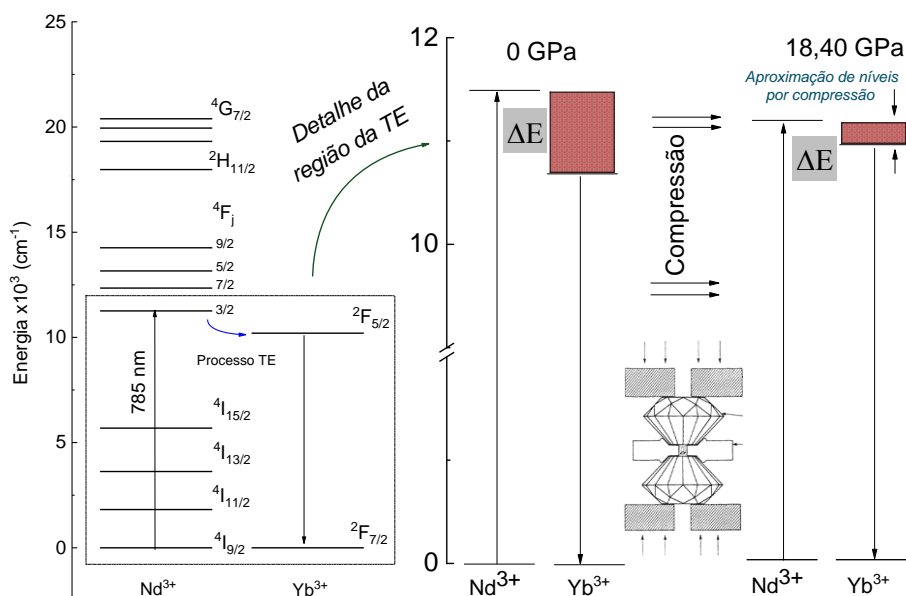 25
20
15
10
5
0
Energia x10³ (cm⁻¹)
⁴G₇/₂
²H₁₁/₂
⁴Fⱼ
9/2
5/2
7/2
3/2
²F₅/₂
Processo TE
785 nm
⁴I₁₅/₂
⁴I₁₃/₂
⁴I₁₁/₂
⁴I₉/₂
²F₇/₂
Nd³⁺
Yb³⁺
Detalhe da
região da TE
12
10
0
0 GPa
ΔE
Nd³⁺
Yb³⁺
Compressão
18,40 GPa
Aproximação de níveis
por compressão
ΔE
Nd³⁺
Yb³⁺